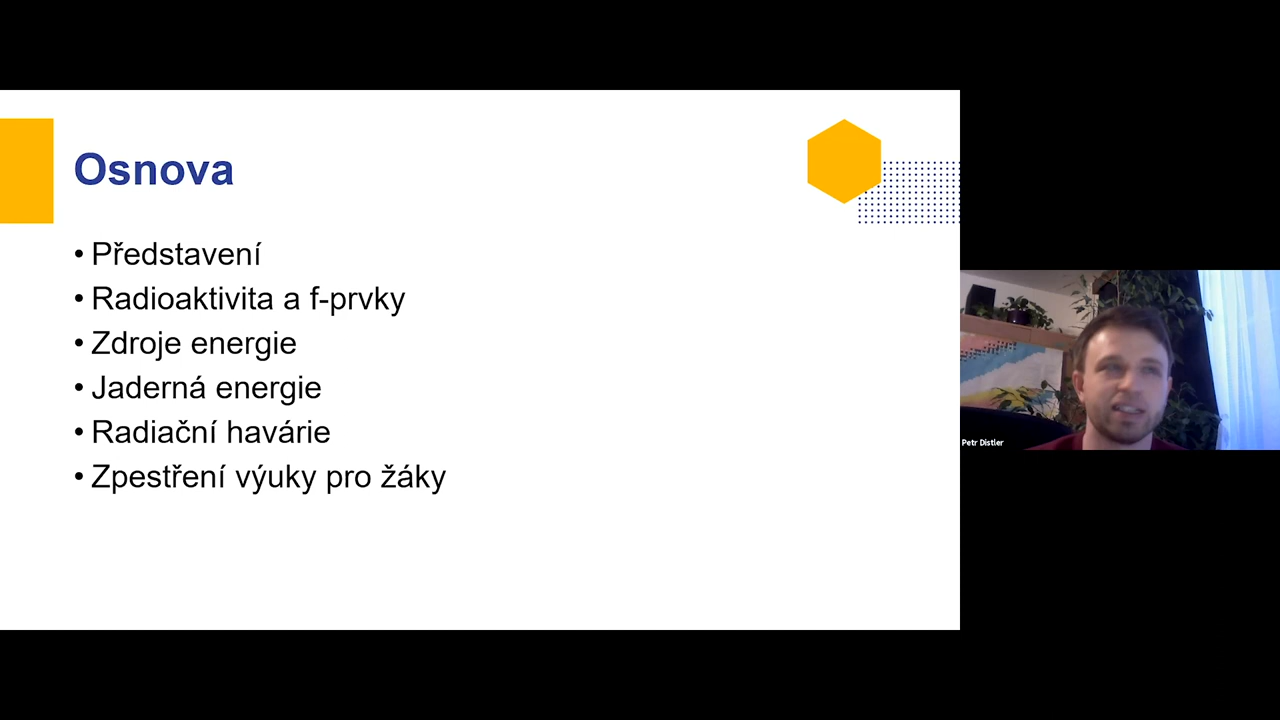 Osnova
• Představení
• Radioaktivita a f-prvky
• Zdroje energie
• Jaderná energie
• Radiační havárie
• Zpestření výuky pro žáky
Petr Distler